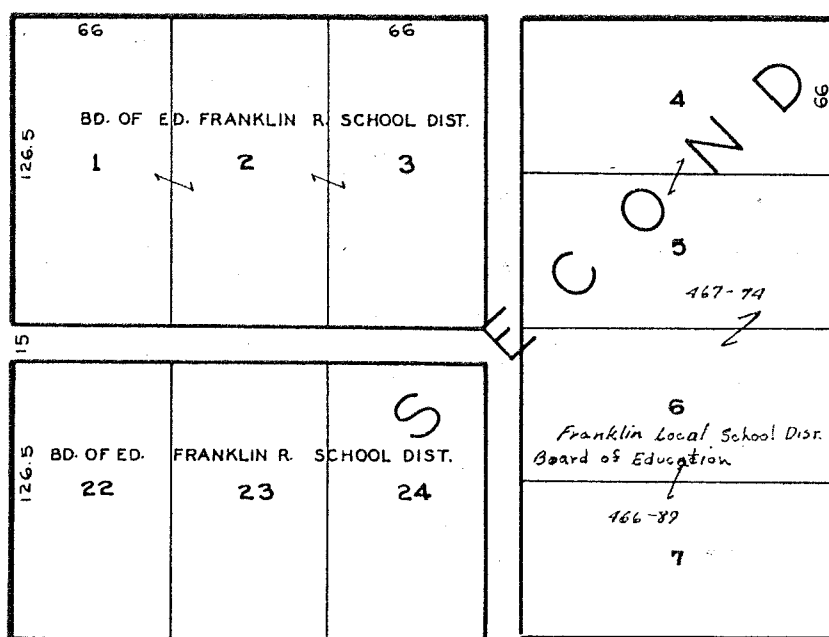 66 66
BD. OF ED. FRANKLIN R. SCHOOL DIST.
126.5
1 2 3
15
126.5
BD. OF ED. FRANKLIN R. SCHOOL DIST.
22 23 24
SECOND
4
66
5
467-74
6
Franklin Local School Dist.
Board of Education
466-89
7